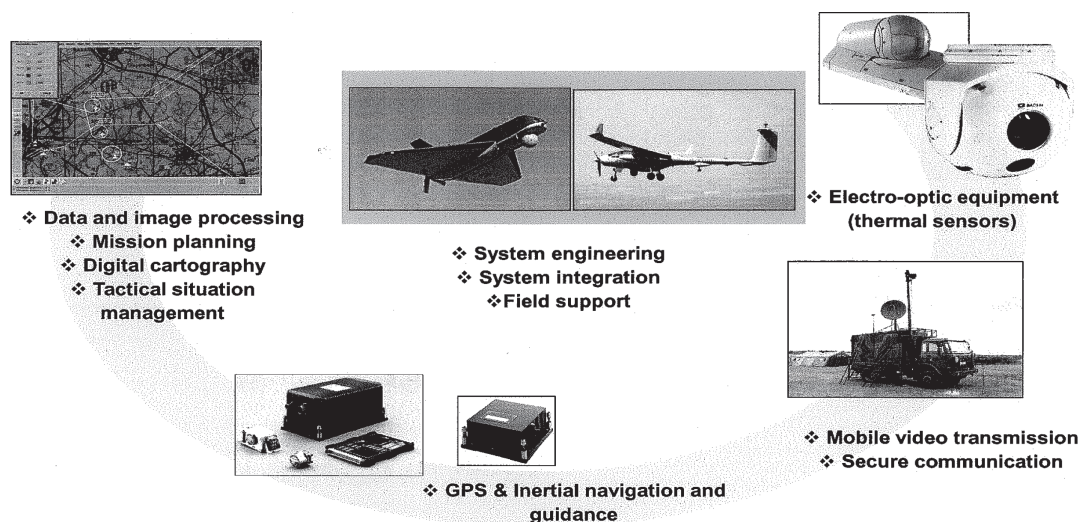 ❖ Data and image processing
❖ Mission planning
❖ Digital cartography
❖ Tactical situation
management
❖ System engineering
❖ System integration
❖Field support
❖ Electro-optic equipment
(thermal sensors)
❖ Mobile video transmission
❖ Secure communication
❖ GPS & Inertial navigation and
guidance